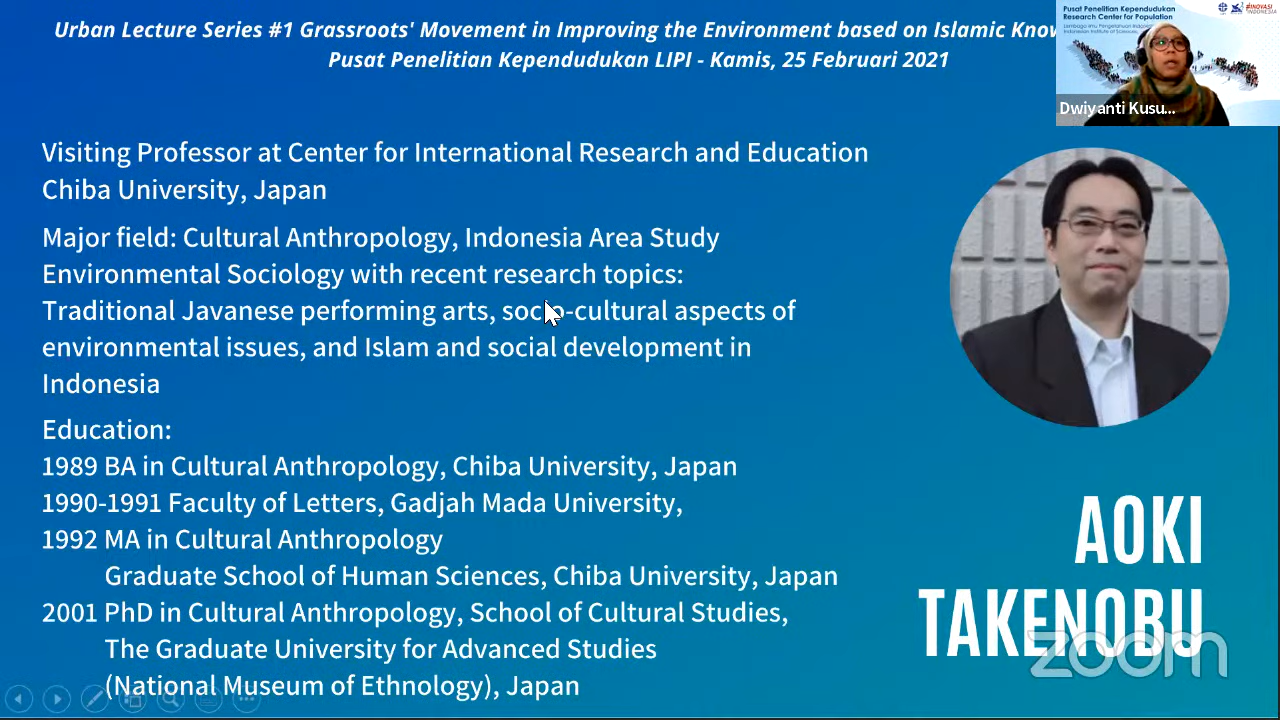 Urban Lecture Series #1 Grassroots' Movement in Improving the Environment based on Islamic
Pusat Penelitian Kependudukan LIPI - Kamis, 25 Februari 2021
Pusat Penelitian Kependudukan
Research Center for Population
#INOVASI
INDONESIA
Dwiyanti Kusu...
Visiting Professor at Center for International Research and Education
Chiba University, Japan
Major field: Cultural Anthropology, Indonesia Area Study
Environmental Sociology with recent research topics:
Traditional Javanese performing arts, socio-cultural aspects of
environmental issues, and Islam and social development in
Indonesia
Education:
1989 BA in Cultural Anthropology, Chiba University, Japan
1990-1991 Faculty of Letters, Gadjah Mada University,
1992 MA in Cultural Anthropology
Graduate School of Human Sciences, Chiba University, Japan
2001 PhD in Cultural Anthropology, School of Cultural Studies,
The Graduate University for Advanced Studies
(National Museum of Ethnology), Japan
AOKI
TAKENOBU
zoom